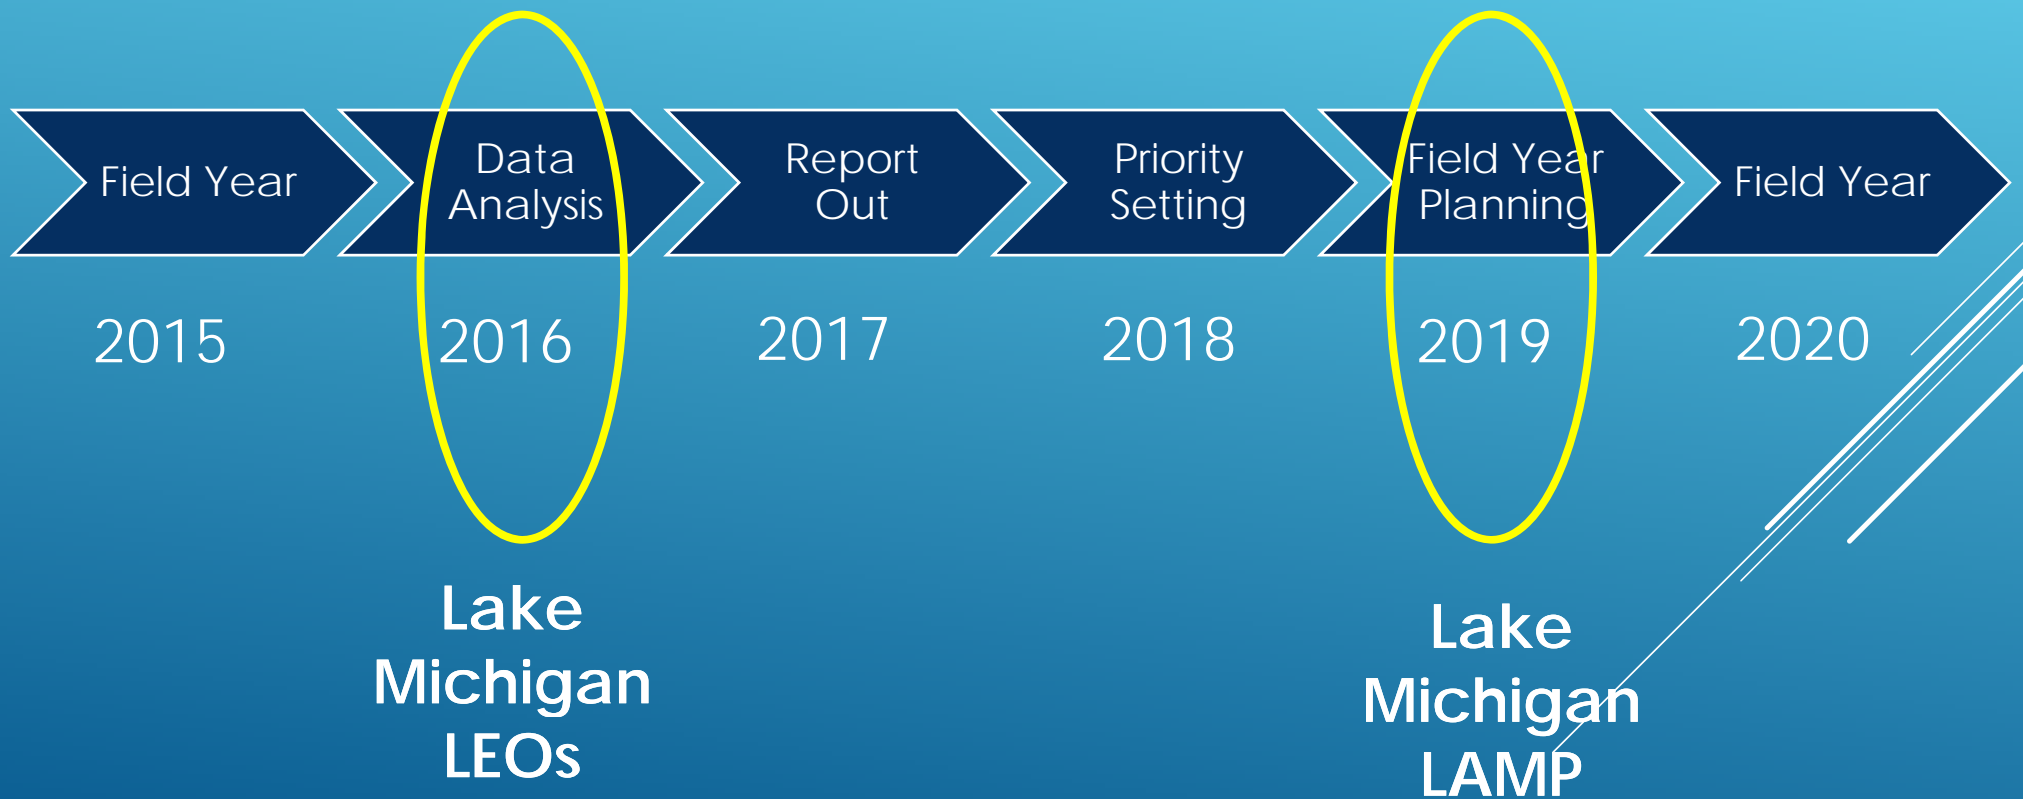 Field Year
Data
Analysis
Report
Out
Priority
Setting
Field Year
Planning
Field Year
2015
2016
2017
2018
2019
2020
Lake
Michigan
LEOs
Lake
Michigan
LAMP